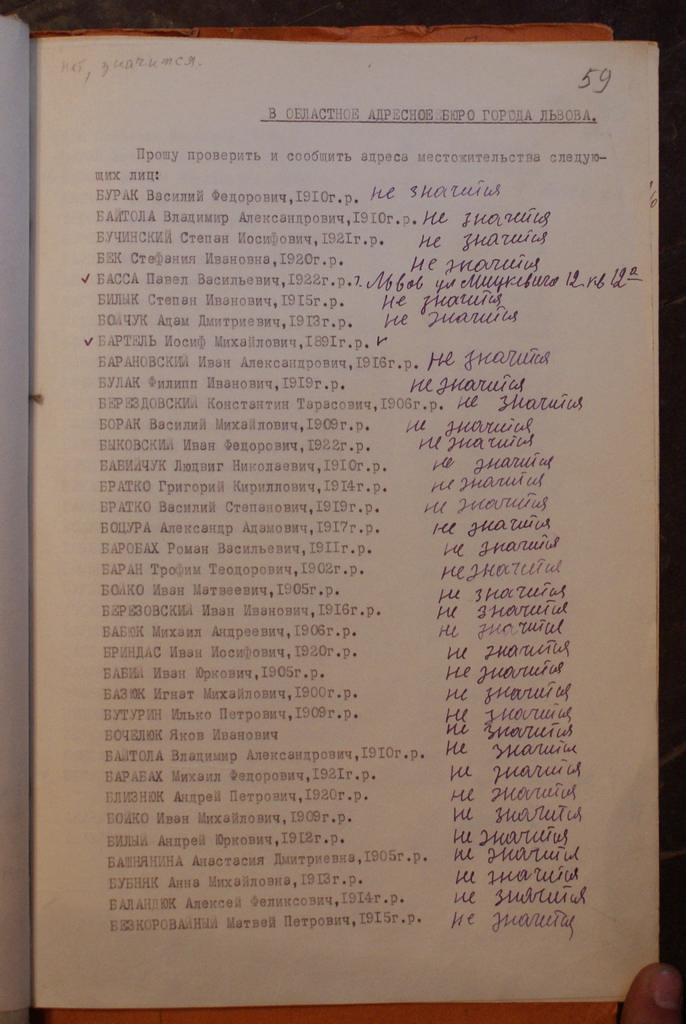 нет, значится.
59
В ОБЛАСТНОЕ АДРЕСНОЕ БЮРО ГОРОДА ЛЬВОВА.
Прошу проверить и сообщить адреса местожительства следую-
щих лиц:
БУРАК Василий Федорович,1910г.р. не значится
БАЙТОЛА Владимир Александрович,1910г.р. не значится
БУЧИНСКИЙ Степан Иосифович,1921г.р. не значится
БЕК Стефания Ивановна,1920г.р. не значится
✓ БАССА Павел Васильевич,1922г.р. г. Львов ул Мицкевича 12 кв 12а
БИЛЫК Степан Иванович,1915г.р. не значится
БОЙЧУК Адам Дмитриевич,1913г.р. не значится
✓ БАРТЕЛЬ Иосиф Михайлович,1891г.р. ✓
БАРАНОВСКИЙ Иван Александрович,1916г.р. не значится
БУЛАК Филипп Иванович,1919г.р. не значится
БЕРЕЗДОВСКИЙ Константин Тарасович,1906г.р. не значится
БОРАК Василий Михайлович,1909г.р. не значится
БЫКОВСКИЙ Иван Федорович,1922г.р. не значится
БАБИЙЧУК Людвиг Николаевич,1910г.р. не значится
БРАТКО Григорий Кириллович,1914г.р. не значится
БРАТКО Василий Степанович,1919г.р. не значится
БОЦУРА Александр Адамович,1917г.р. не значится
БАРОБАХ Роман Васильевич,1911г.р. не значится
БАРАН Трофим Теодорович,1902г.р. не значится
БОЙКО Иван Матвеевич,1905г.р. не значится
БЕРЕЗОВСКИЙ Иван Иванович,1916г.р. не значится
БАБЮК Михаил Андреевич,1906г.р. не значится
БРИНДАС Иван Иосифович,1920г.р. не значится
БАБИЙ Иван Юркович,1905г.р. не значится
БАЗЮК Игнат Михайлович,1900г.р. не значится
БУТУРИН Илько Петрович,1909г.р. не значится
БОЧЕЛЮК Яков Иванович не значится
БАЙТОЛА Владимир Александрович,1910г.р. не значится
БАРАБАХ Михаил Федорович,1921г.р. не значится
БЛИЗНЮК Андрей Петрович,1920г.р. не значится
БОЙКО Иван Михайлович,1909г.р. не значится
БИЛЫЙ Андрей Юркович,1912г.р. не значится
БАШНЯНИНА Анастасия Дмитриевна,1905г.р. не значится
БУБНЯК Анна Михайловна,1913г.р. не значится
БАЛАНДЮК Алексей Феликсович,1914г.р. не значится
БЕЗКОРОВАЙНЫЙ Матвей Петрович,1915г.р. не значится